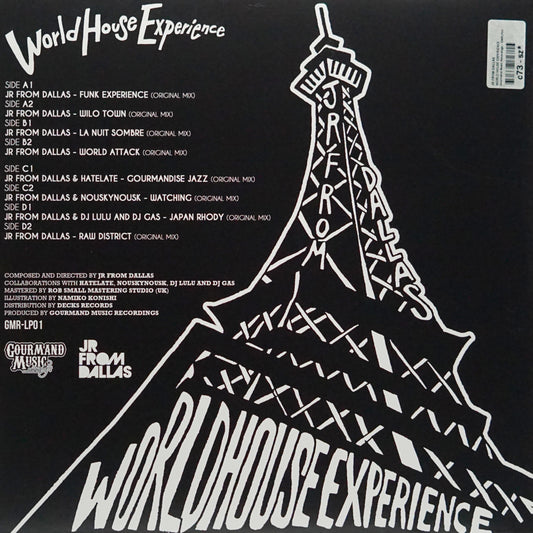 World House Experience
SIDE A1
JR FROM DALLAS - FUNK EXPERIENCE (ORIGINAL MIX)
SIDE A2
JR FROM DALLAS - WILO TOWN (ORIGINAL MIX)
SIDE B1
JR FROM DALLAS - LA NUIT SOMBRE (ORIGINAL MIX)
SIDE B2
JR FROM DALLAS - WORLD ATTACK (ORIGINAL MIX)
SIDE C1
JR FROM DALLAS & HATELATE - GOURMANDISE JAZZ (ORIGINAL MIX)
SIDE C2
JR FROM DALLAS & NOUSKYNOUSK - WATCHING (ORIGINAL MIX)
SIDE D1
JR FROM DALLAS & DJ LULU AND DJ GAS - JAPAN RHODY (ORIGINAL MIX)
SIDE D2
JR FROM DALLAS - RAW DISTRICT (ORIGINAL MIX)
COMPOSED AND DIRECTED BY JR FROM DALLAS
COLLABORATIONS WITH HATELATE, NOUSKYNOUSK, DJ LULU AND DJ GAS
MASTERED BY ROB SMALL MASTERING STUDIO (UK)
ILLUSTRATION BY NAMIKO KONISHI
DISTRIBUTION BY DECKS RECORDS
PRODUCED BY GOURMAND MUSIC RECORDINGS
GMR-LP01
GOURMAND
MUSIC
JR
FROM
DALLAS
JR FROM
DALLAS
WORLD HOUSE EXPERIENCE